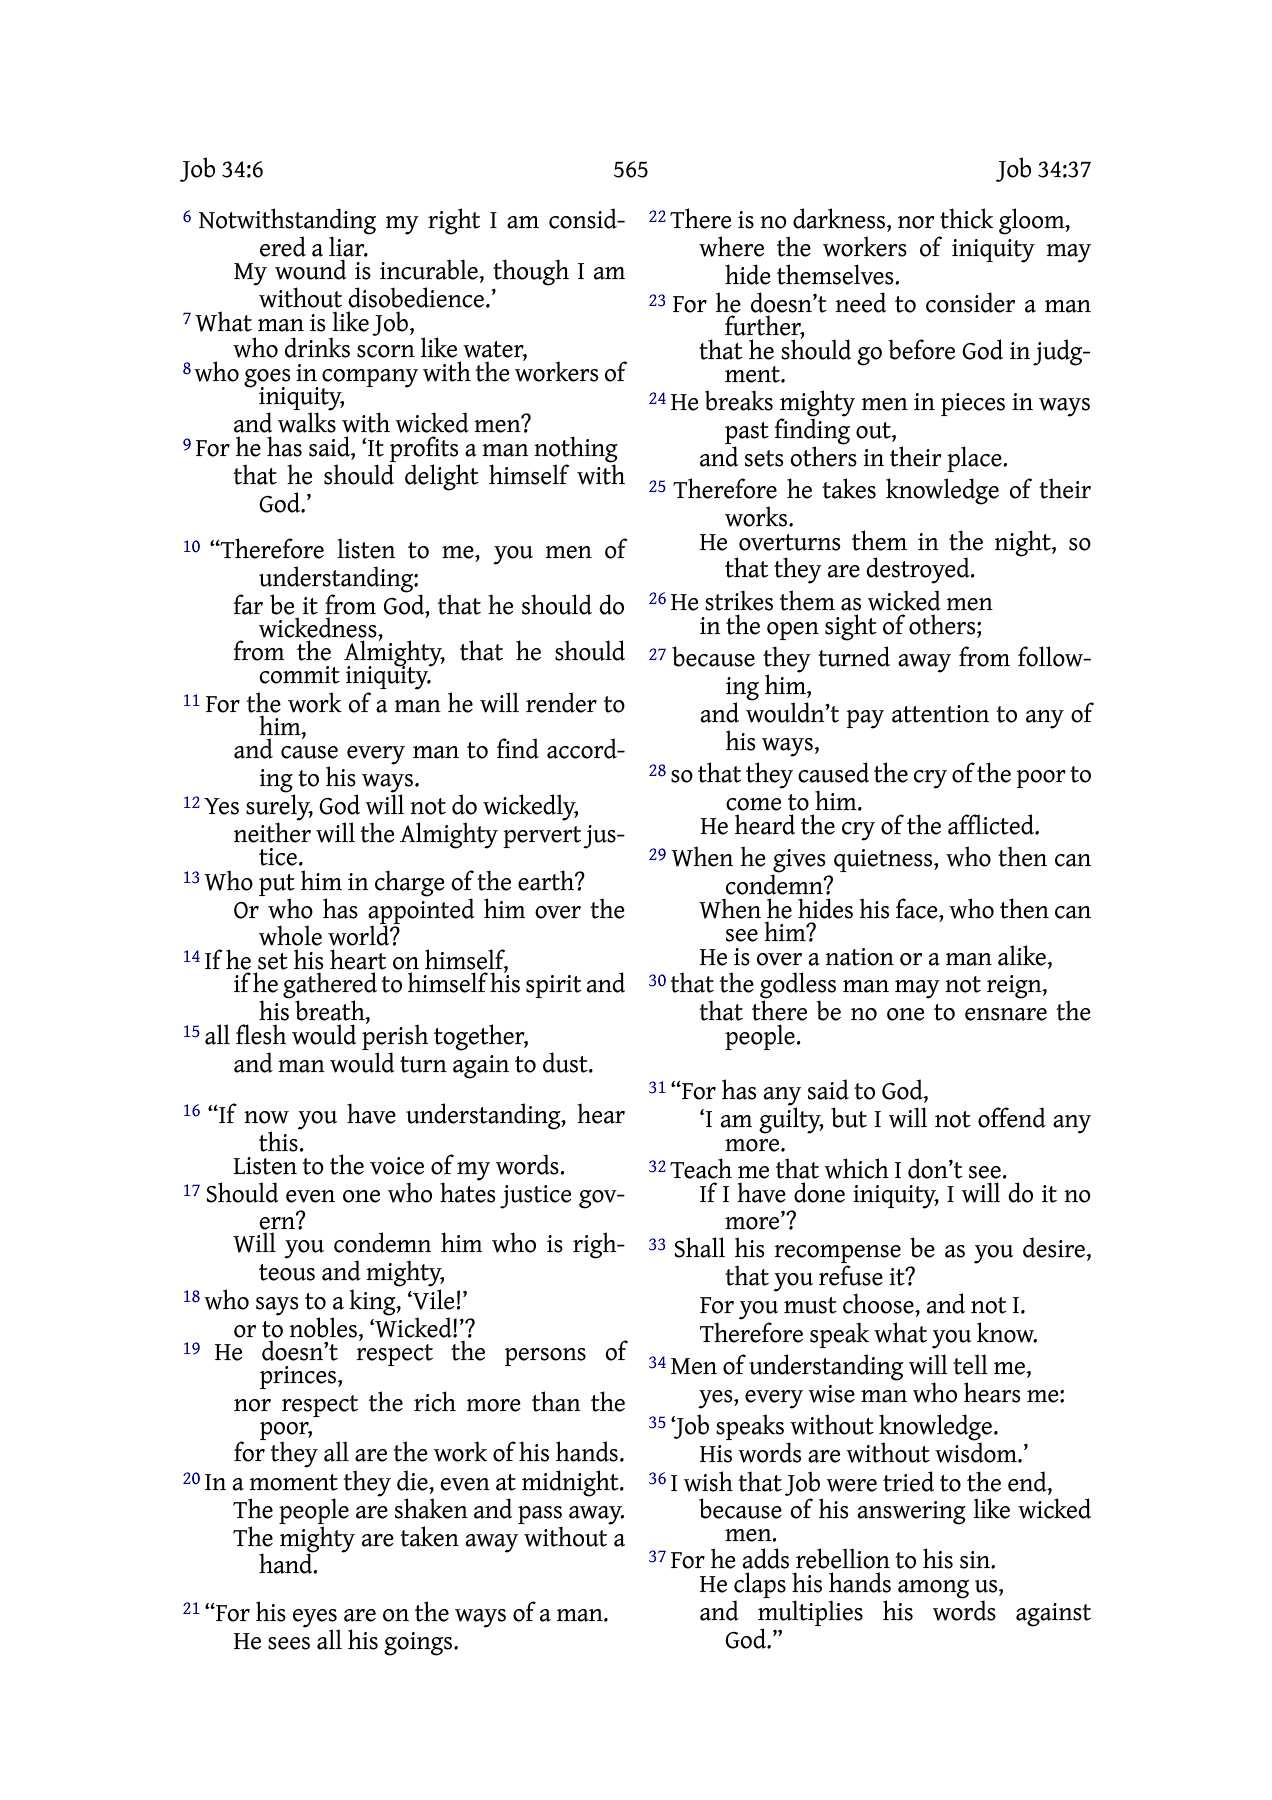 Job 34:6 565 Job 34:37
6 Notwithstanding my right I am consid-
ered a liar.
My wound is incurable, though I am
without disobedience.’
7 What man is like Job,
who drinks scorn like water,
8 who goes in company with the workers of
iniquity,
and walks with wicked men?
9 For he has said, ‘It profits a man nothing
that he should delight himself with
God.’
10 “Therefore listen to me, you men of
understanding:
far be it from God, that he should do
wickedness,
from the Almighty, that he should
commit iniquity.
11 For the work of a man he will render to
him,
and cause every man to find accord-
ing to his ways.
12 Yes surely, God will not do wickedly,
neither will the Almighty pervert jus-
tice.
13 Who put him in charge of the earth?
Or who has appointed him over the
whole world?
14 If he set his heart on himself,
if he gathered to himself his spirit and
his breath,
15 all flesh would perish together,
and man would turn again to dust.
16 “If now you have understanding, hear
this.
Listen to the voice of my words.
17 Should even one who hates justice gov-
ern?
Will you condemn him who is righ-
teous and mighty,
18 who says to a king, ‘Vile!’
or to nobles, ‘Wicked!’?
19 He doesn’t respect the persons of
princes,
nor respect the rich more than the
poor,
for they all are the work of his hands.
20 In a moment they die, even at midnight.
The people are shaken and pass away.
The mighty are taken away without a
hand.
21 “For his eyes are on the ways of a man.
He sees all his goings.
22 There is no darkness, nor thick gloom,
where the workers of iniquity may
hide themselves.
23 For he doesn’t need to consider a man
further,
that he should go before God in judg-
ment.
24 He breaks mighty men in pieces in ways
past finding out,
and sets others in their place.
25 Therefore he takes knowledge of their
works.
He overturns them in the night, so
that they are destroyed.
26 He strikes them as wicked men
in the open sight of others;
27 because they turned away from follow-
ing him,
and wouldn’t pay attention to any of
his ways,
28 so that they caused the cry of the poor to
come to him.
He heard the cry of the afflicted.
29 When he gives quietness, who then can
condemn?
When he hides his face, who then can
see him?
He is over a nation or a man alike,
30 that the godless man may not reign,
that there be no one to ensnare the
people.
31 “For has any said to God,
‘I am guilty, but I will not offend any
more.
32 Teach me that which I don’t see.
If I have done iniquity, I will do it no
more’?
33 Shall his recompense be as you desire,
that you refuse it?
For you must choose, and not I.
Therefore speak what you know.
34 Men of understanding will tell me,
yes, every wise man who hears me:
35 ‘Job speaks without knowledge.
His words are without wisdom.’
36 I wish that Job were tried to the end,
because of his answering like wicked
men.
37 For he adds rebellion to his sin.
He claps his hands among us,
and multiplies his words against
God.”